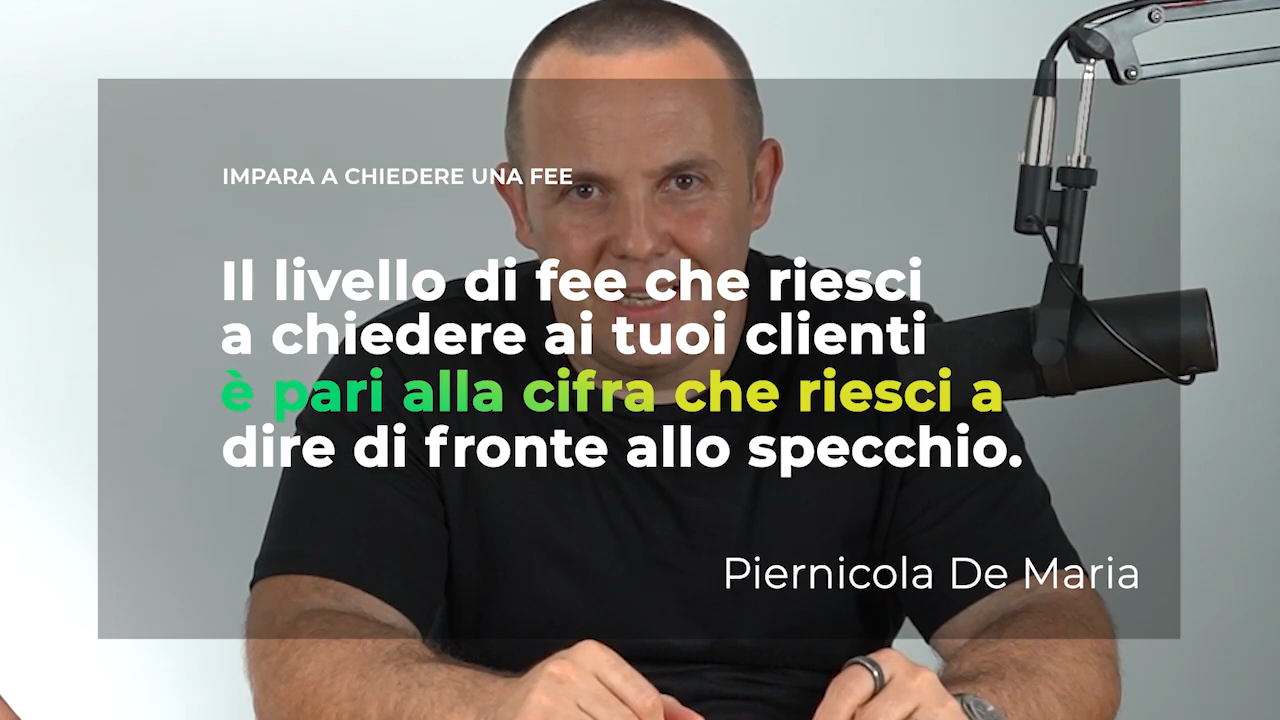 IMPARA A CHIEDERE UNA FEE
Il livello di fee che riesci
a chiedere ai tuoi clienti
è pari alla cifra che riesci a
dire di fronte allo specchio.
Piernicola De Maria